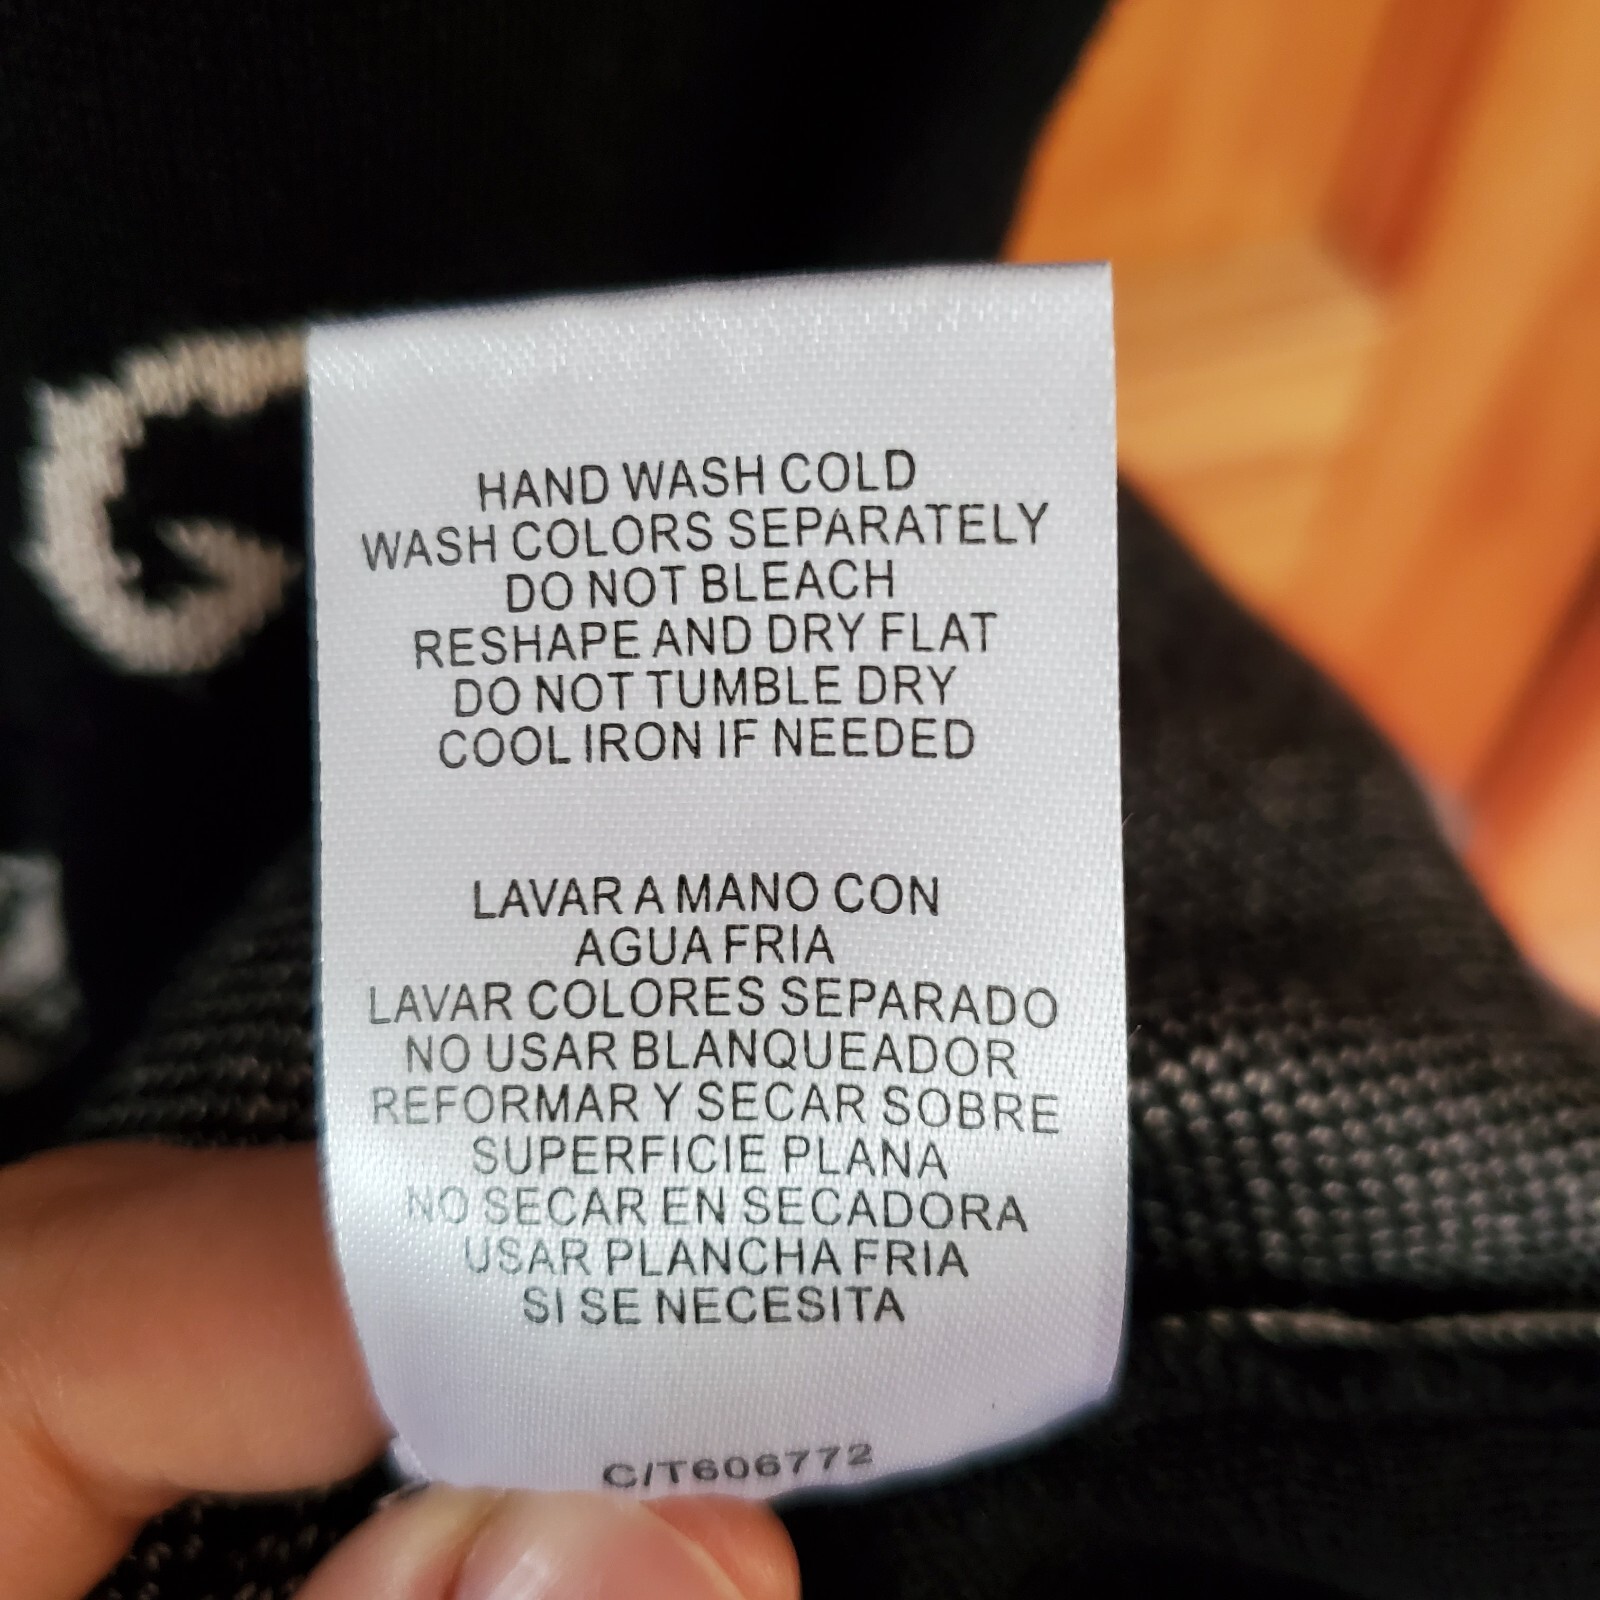 HAND WASH COLD
WASH COLORS SEPARATELY
DO NOT BLEACH
RESHAPE AND DRY FLAT
DO NOT TUMBLE DRY
COOL IRON IF NEEDED
LAVAR A MANO CON
AGUA FRIA
LAVAR COLORES SEPARADO
NO USAR BLANQUEADOR
REFORMAR Y SECAR SOBRE
SUPERFICIE PLANA
NO SECAR EN SECADORA
USAR PLANCHA FRIA
SI SE NECESITA
C/T606772